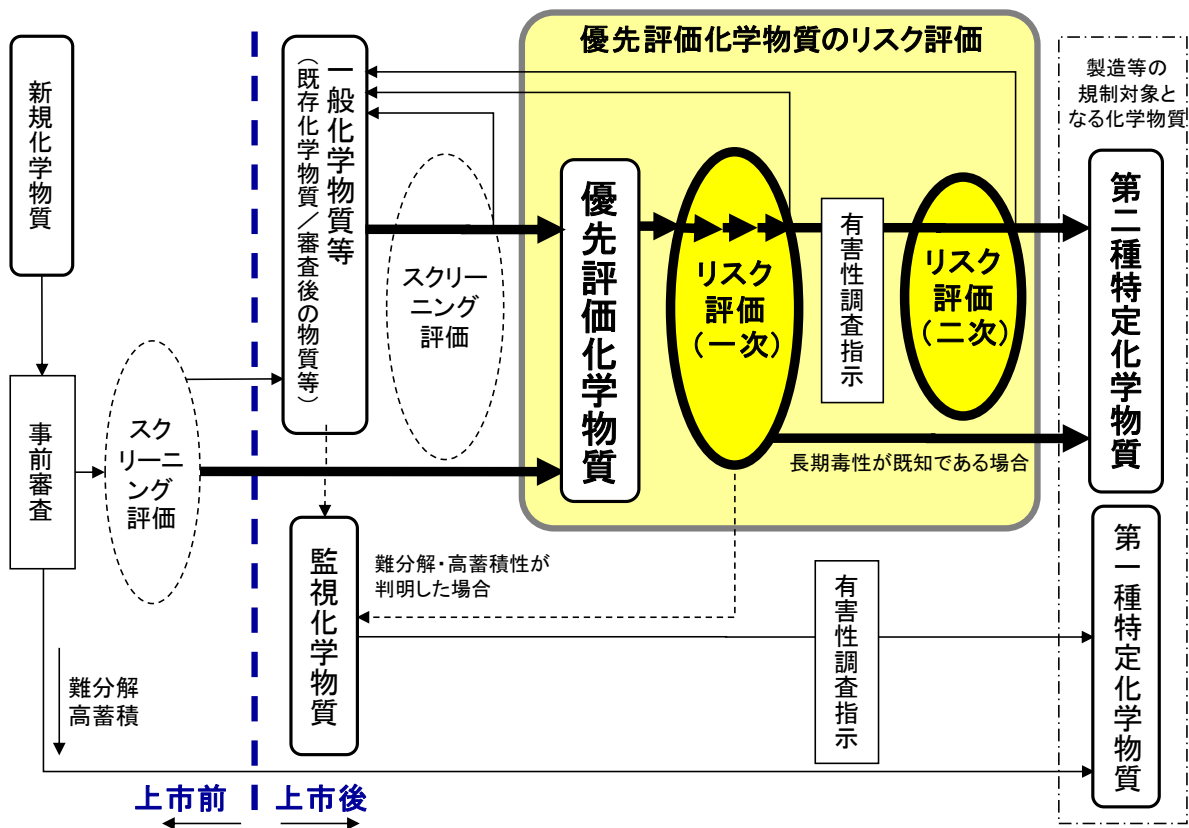 優先評価化学物質のリスク評価
新規化学物質
一般化学物質等
（既存化学物質／審査後の物質等）
製造等の
規制対象と
なる化学物質
スクリー
ニング
評価
優先評価化学物質
リスク
評価
（一次）
有害性調査指示
リスク
評価
（二次）
第二種特定化学物質
事前審査
スク
リーニ
ング
評価
長期毒性が既知である場合
監視化学物質
難分解・高蓄積性が
判明した場合
有害性調査指示
第一種特定化学物質
難分解
高蓄積
上市前
上市後